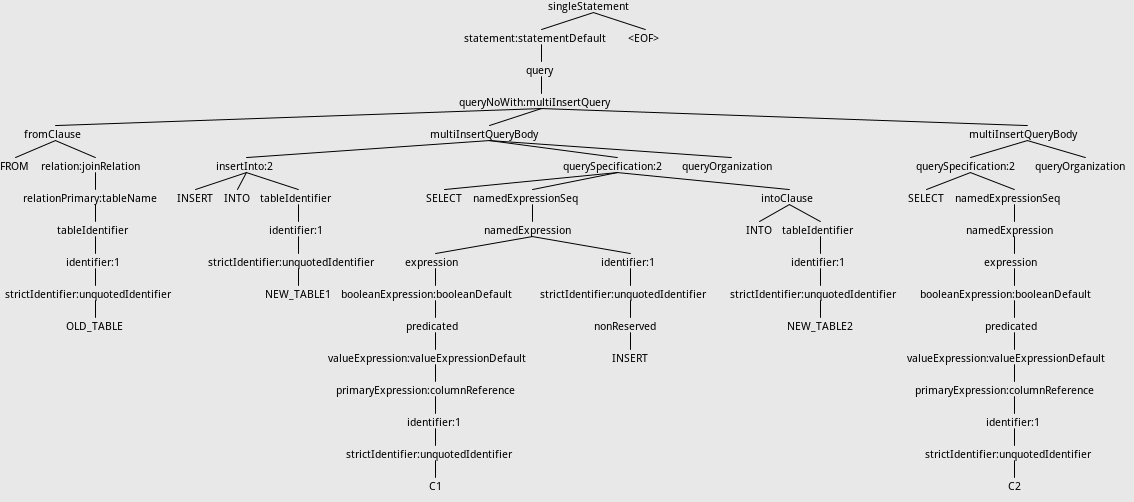 singleStatement
statement:statementDefault <EOF>
query
queryNoWith:multiInsertQuery
fromClause multiInsertQueryBody multiInsertQueryBody
FROM relation:joinRelation insertInto:2 querySpecification:2 queryOrganization querySpecification:2 queryOrganization
relationPrimary:tableName INSERT INTO tableIdentifier SELECT namedExpressionSeq intoClause SELECT namedExpressionSeq
tableIdentifier identifier:1 namedExpression INTO tableIdentifier namedExpression
identifier:1 strictIdentifier:unquotedIdentifier expression identifier:1 identifier:1 expression
strictIdentifier:unquotedIdentifier NEW_TABLE1 booleanExpression:booleanDefault strictIdentifier:unquotedIdentifier strictIdentifier:unquotedIdentifier booleanExpression:booleanDefault
OLD_TABLE predicated nonReserved NEW_TABLE2 predicated
valueExpression:valueExpressionDefault INSERT valueExpression:valueExpressionDefault
primaryExpression:columnReference primaryExpression:columnReference
identifier:1 identifier:1
strictIdentifier:unquotedIdentifier strictIdentifier:unquotedIdentifier
C1 C2